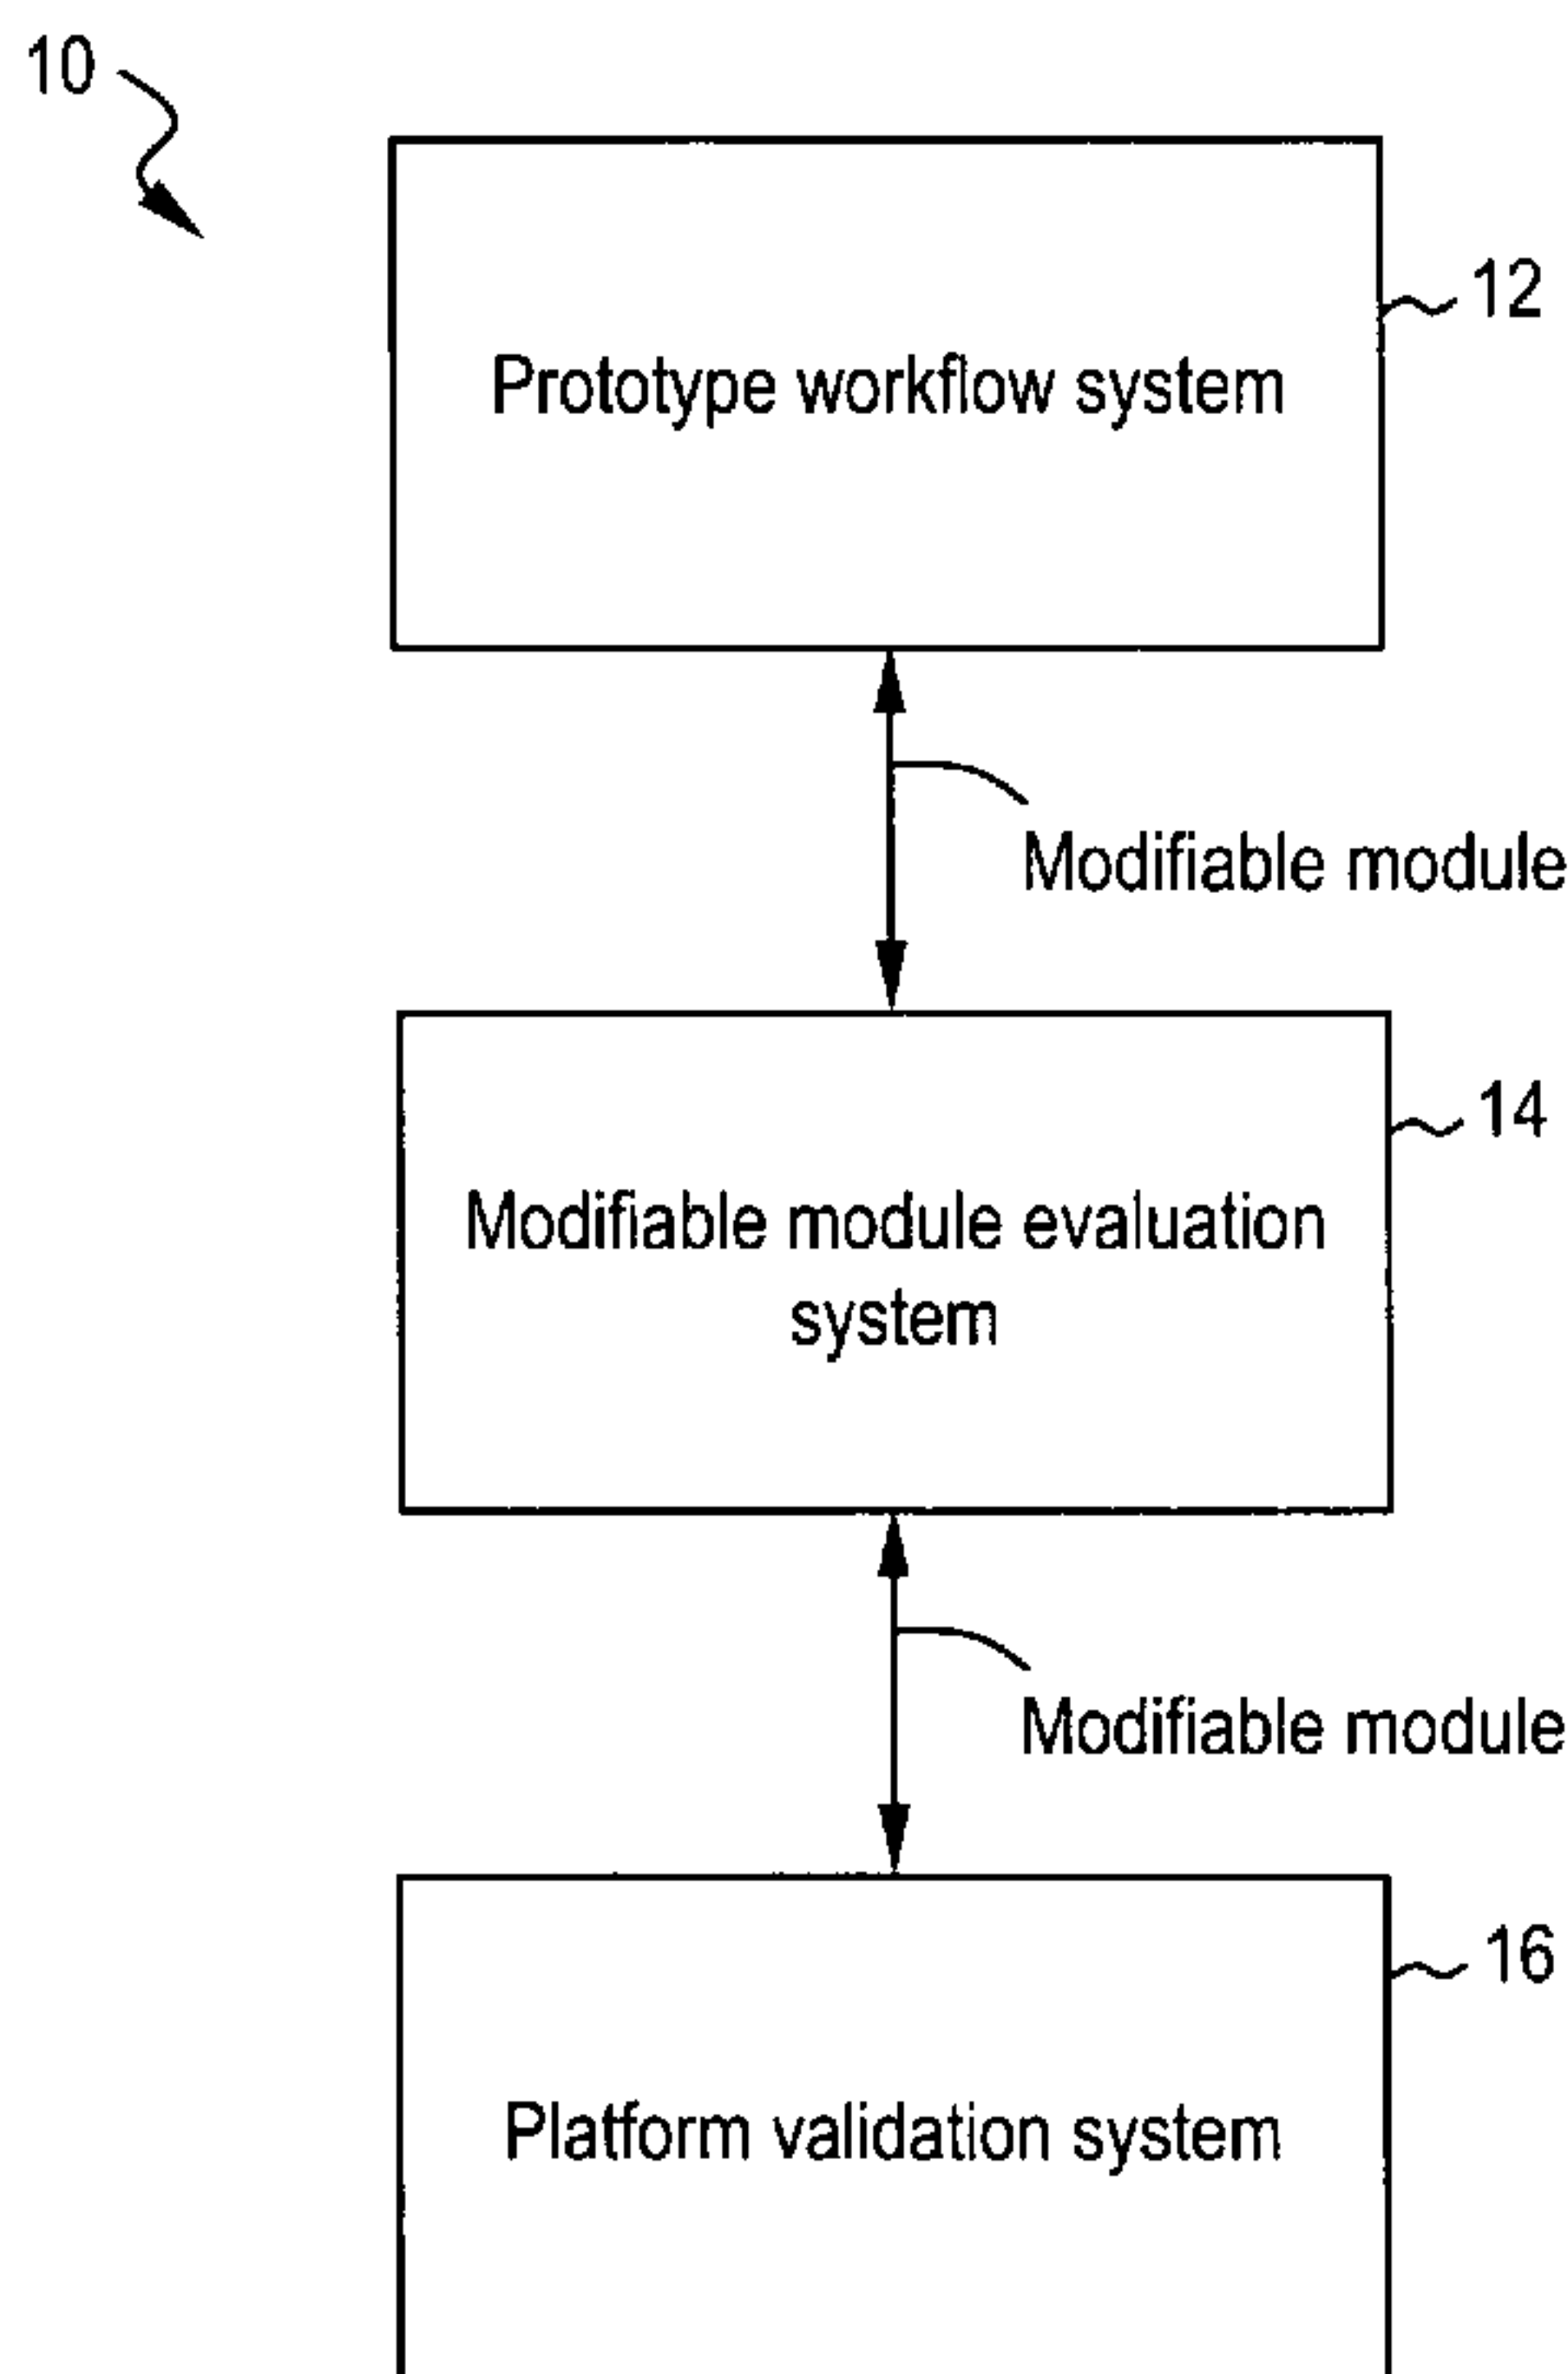 10
12
Prototype workflow system
Modifiable module
14
Modifiable module evaluation
system
Modifiable module
16
Platform validation system